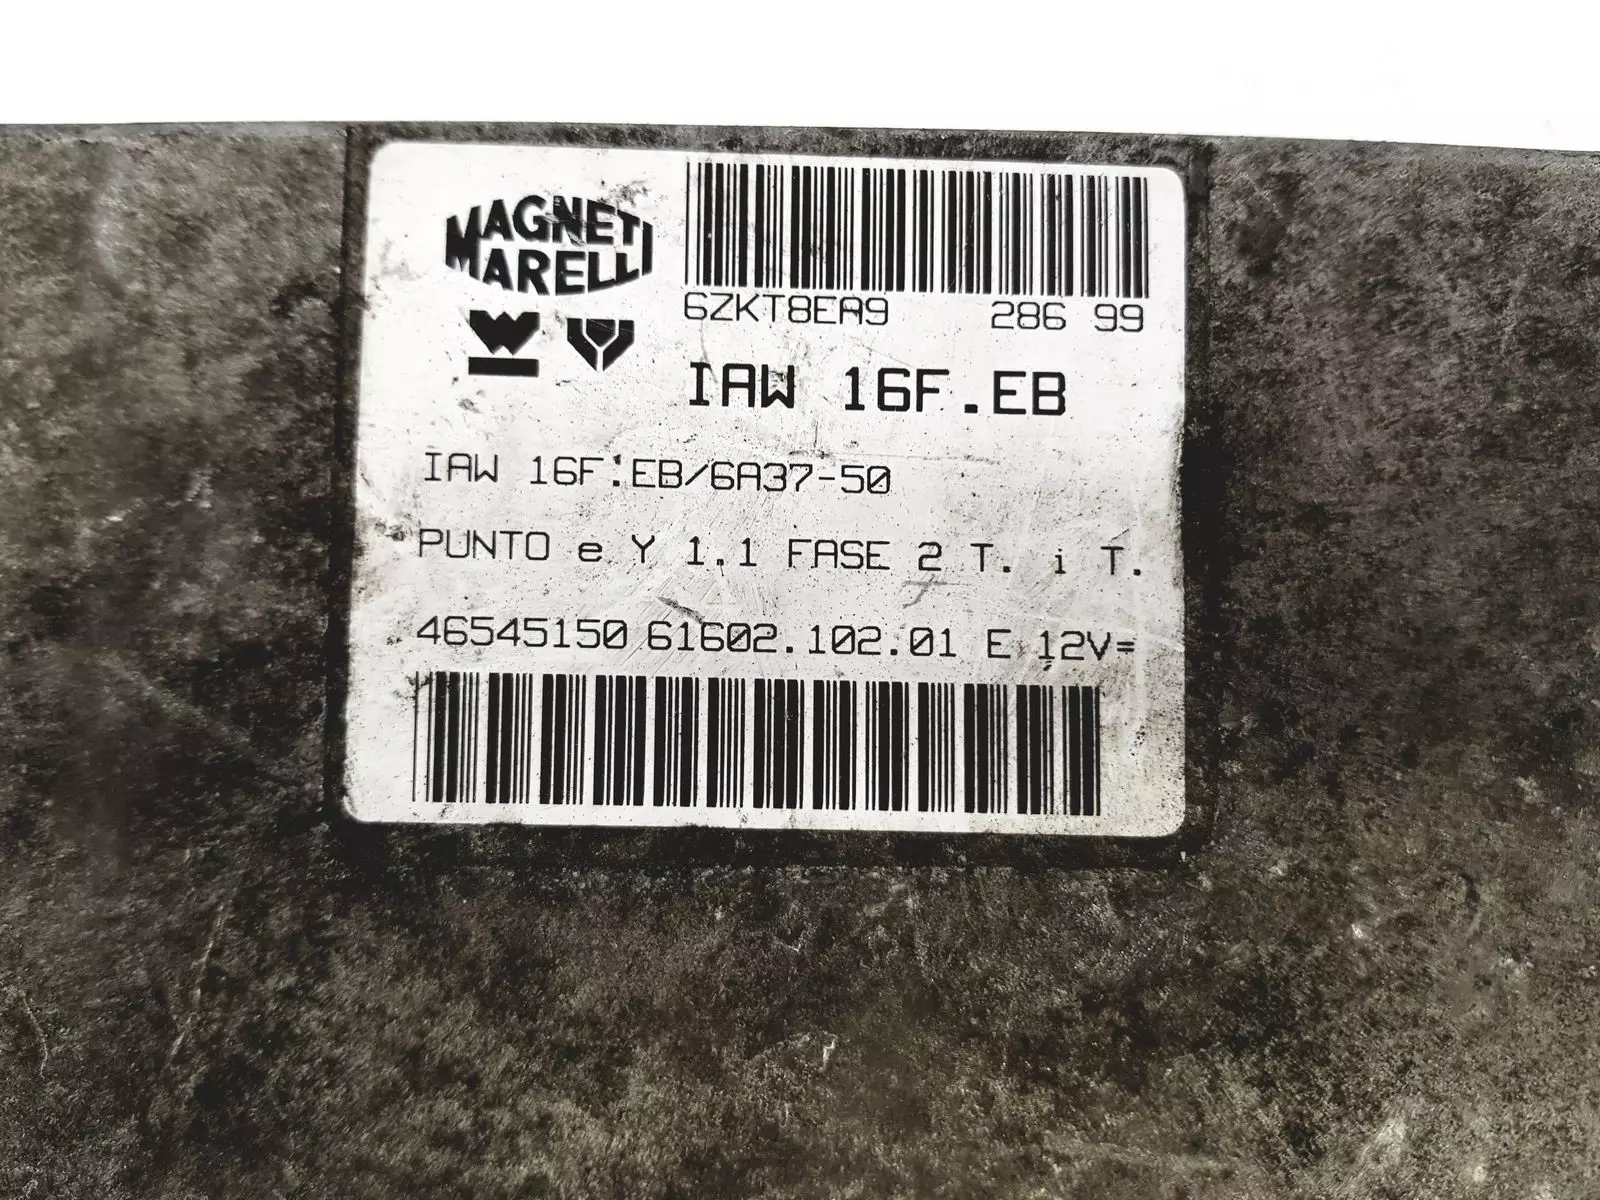 MAGNETI
MARELLI
6ZKT8EA9 286 99
IAW 16F.EB
IAW 16F.EB/6A37-50
PUNTO e Y 1.1 FASE 2 T. i T.
46545150 61602.102.01 E 12V=